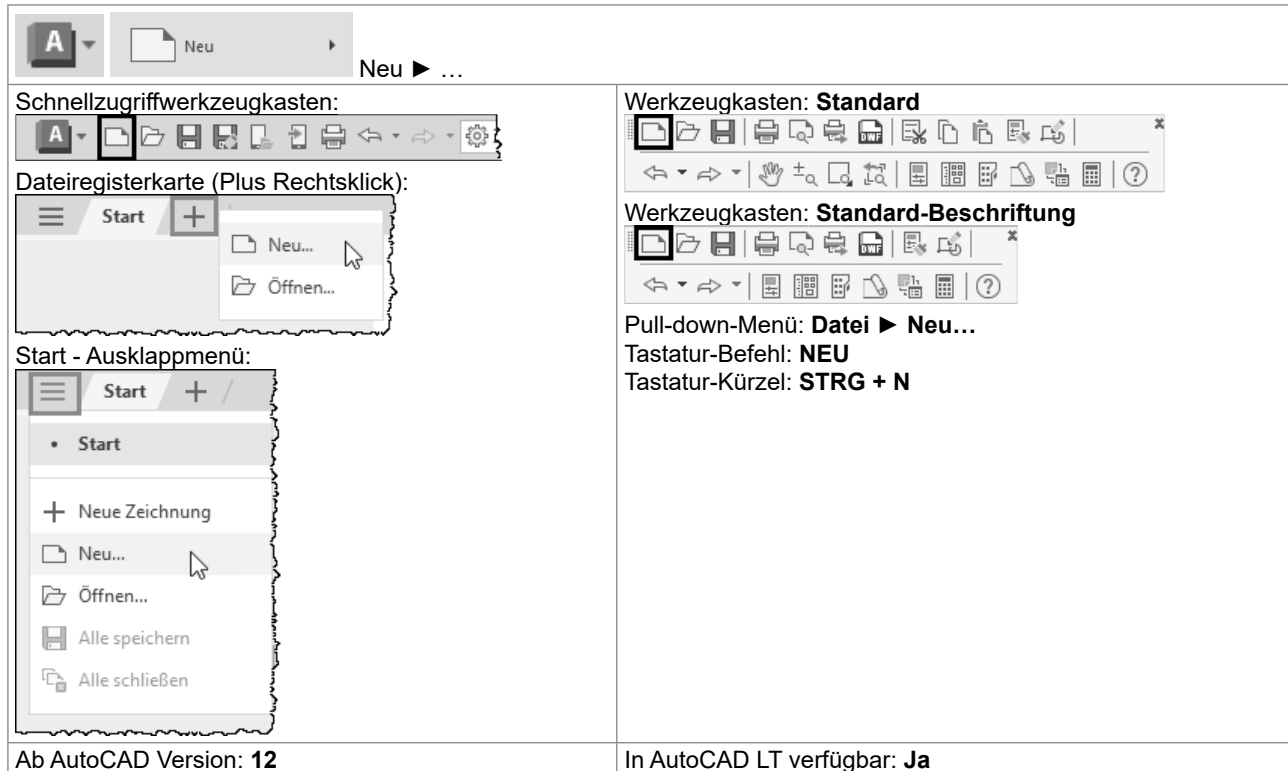 A
Neu
Neu ► …
Schnellzugriffwerkzeugkasten:
A
Dateiregisterkarte (Plus Rechtsklick):
Start
Neu...
Öffnen...
Start - Ausklappmenü:
Start
• Start
Neue Zeichnung
Neu...
Öffnen...
Alle speichern
Alle schließen
Werkzeugkasten: Standard
DWF
Werkzeugkasten: Standard-Beschriftung
DWF
Pull-down-Menü: Datei ► Neu…
Tastatur-Befehl: NEU
Tastatur-Kürzel: STRG + N
Ab AutoCAD Version: 12
In AutoCAD LT verfügbar: Ja